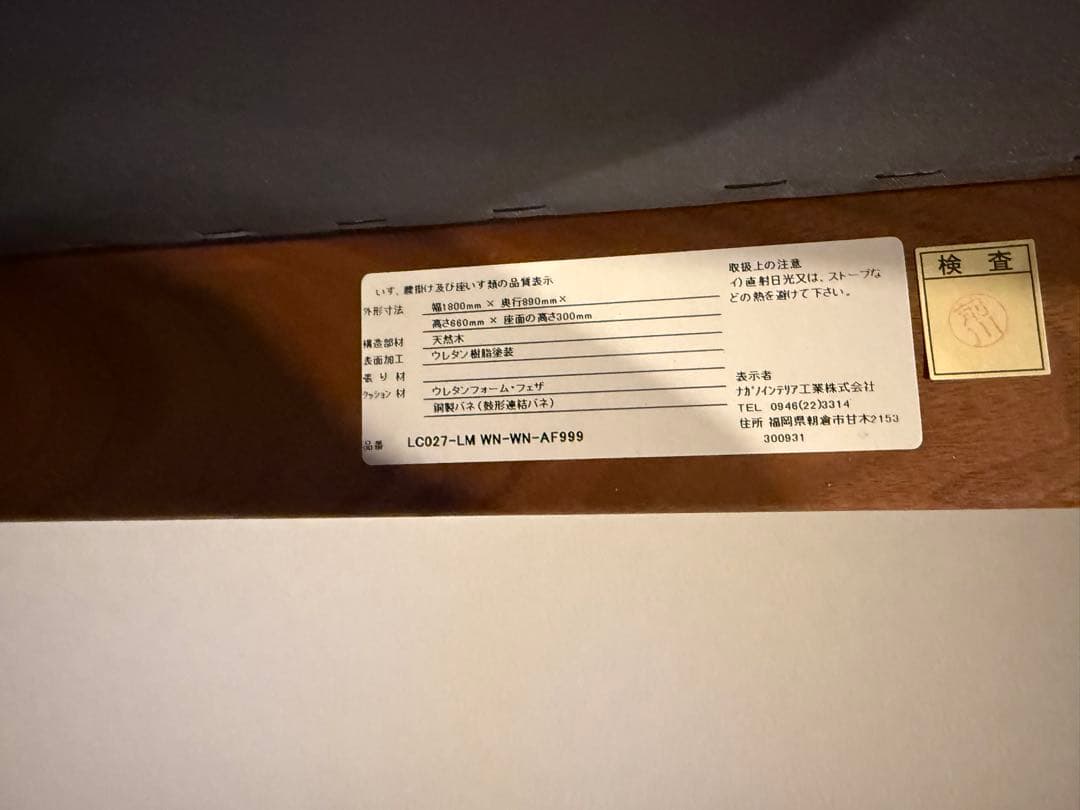 いす、腰掛け及び座いす類の品質表示
外形寸法 幅1800mm × 奥行890mm×
高さ660mm × 座面の高さ300mm
構造部材 天然木
表面加工 ウレタン樹脂塗装
張り材
クッション材 ウレタンフォーム・フェザ
鋼製バネ(鼓形連結バネ)
品番 LC027-LM WN-WN-AF999
取扱上の注意
イ)直射日光又は、ストーブな
どの熱を避けて下さい。
表示者
ナガノインテリア工業株式会社
TEL 0946(22)3314
住所 福岡県朝倉市甘木2153
300931
検査